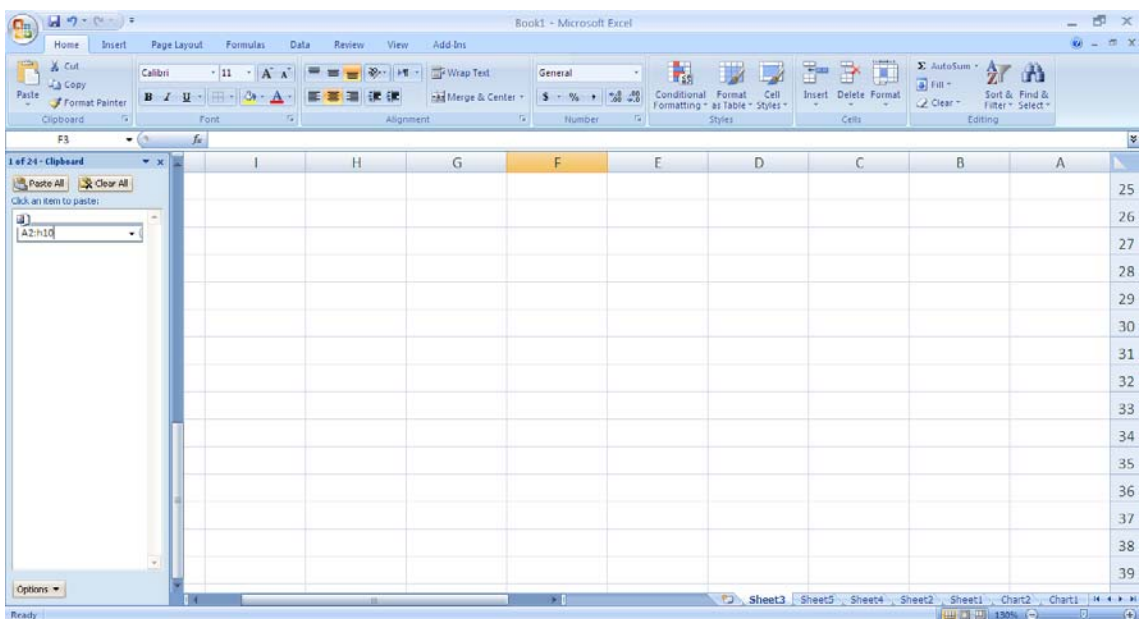 Book1 - Microsoft Excel
Home Insert Page Layout Formulas Data Review View Add-Ins
Paste
Cut
Copy
Format Painter
Clipboard
Calibri 11 A A
B I U A
Font
Wrap Text
Merge & Center
Alignment
General
$ % ,
Number
Conditional Formatting
Format as Table
Cell Styles
Styles
Insert Delete Format
Cells
Σ AutoSum
Fill
Clear
Sort & Filter
Find & Select
Editing
F3 fx
1 of 24 - Clipboard
Paste All Clear All
Click an item to paste:
A2:h10
Options
I H G F E D C B A
25
26
27
28
29
30
31
32
33
34
35
36
37
38
39
Sheet3 Sheet5 Sheet4 Sheet2 Sheet1 Chart2 Chart1
Ready 130%